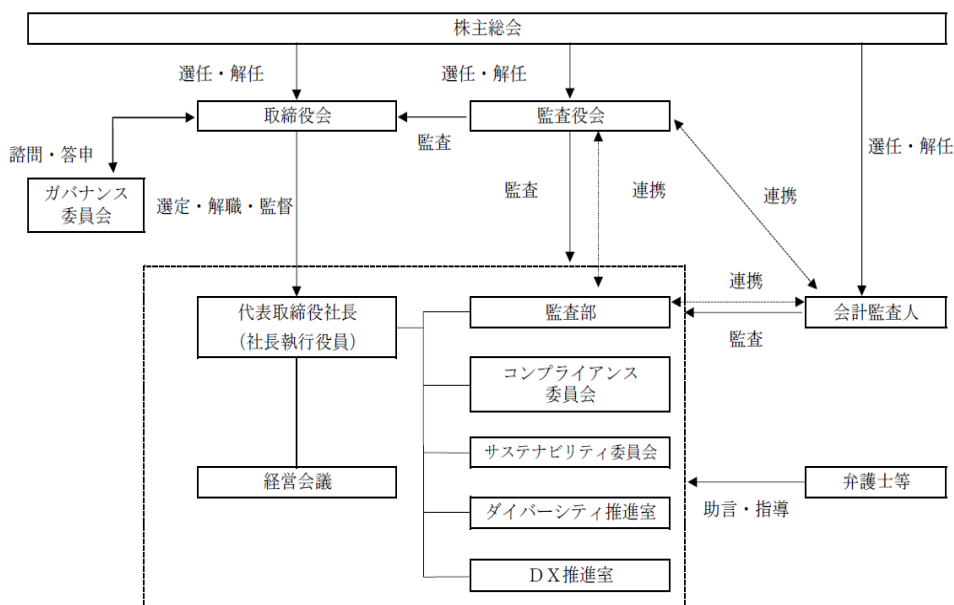 株主総会
選任・解任
選任・解任
取締役会
監査役会
監査
選任・解任
諮問・答申
ガバナンス
委員会
選定・解職・監督
監査
連携
連携
代表取締役社長
（社長執行役員）
監査部
連携
会計監査人
監査
コンプライアンス
委員会
サステナビリティ委員会
経営会議
弁護士等
助言・指導
ダイバーシティ推進室
ＤＸ推進室